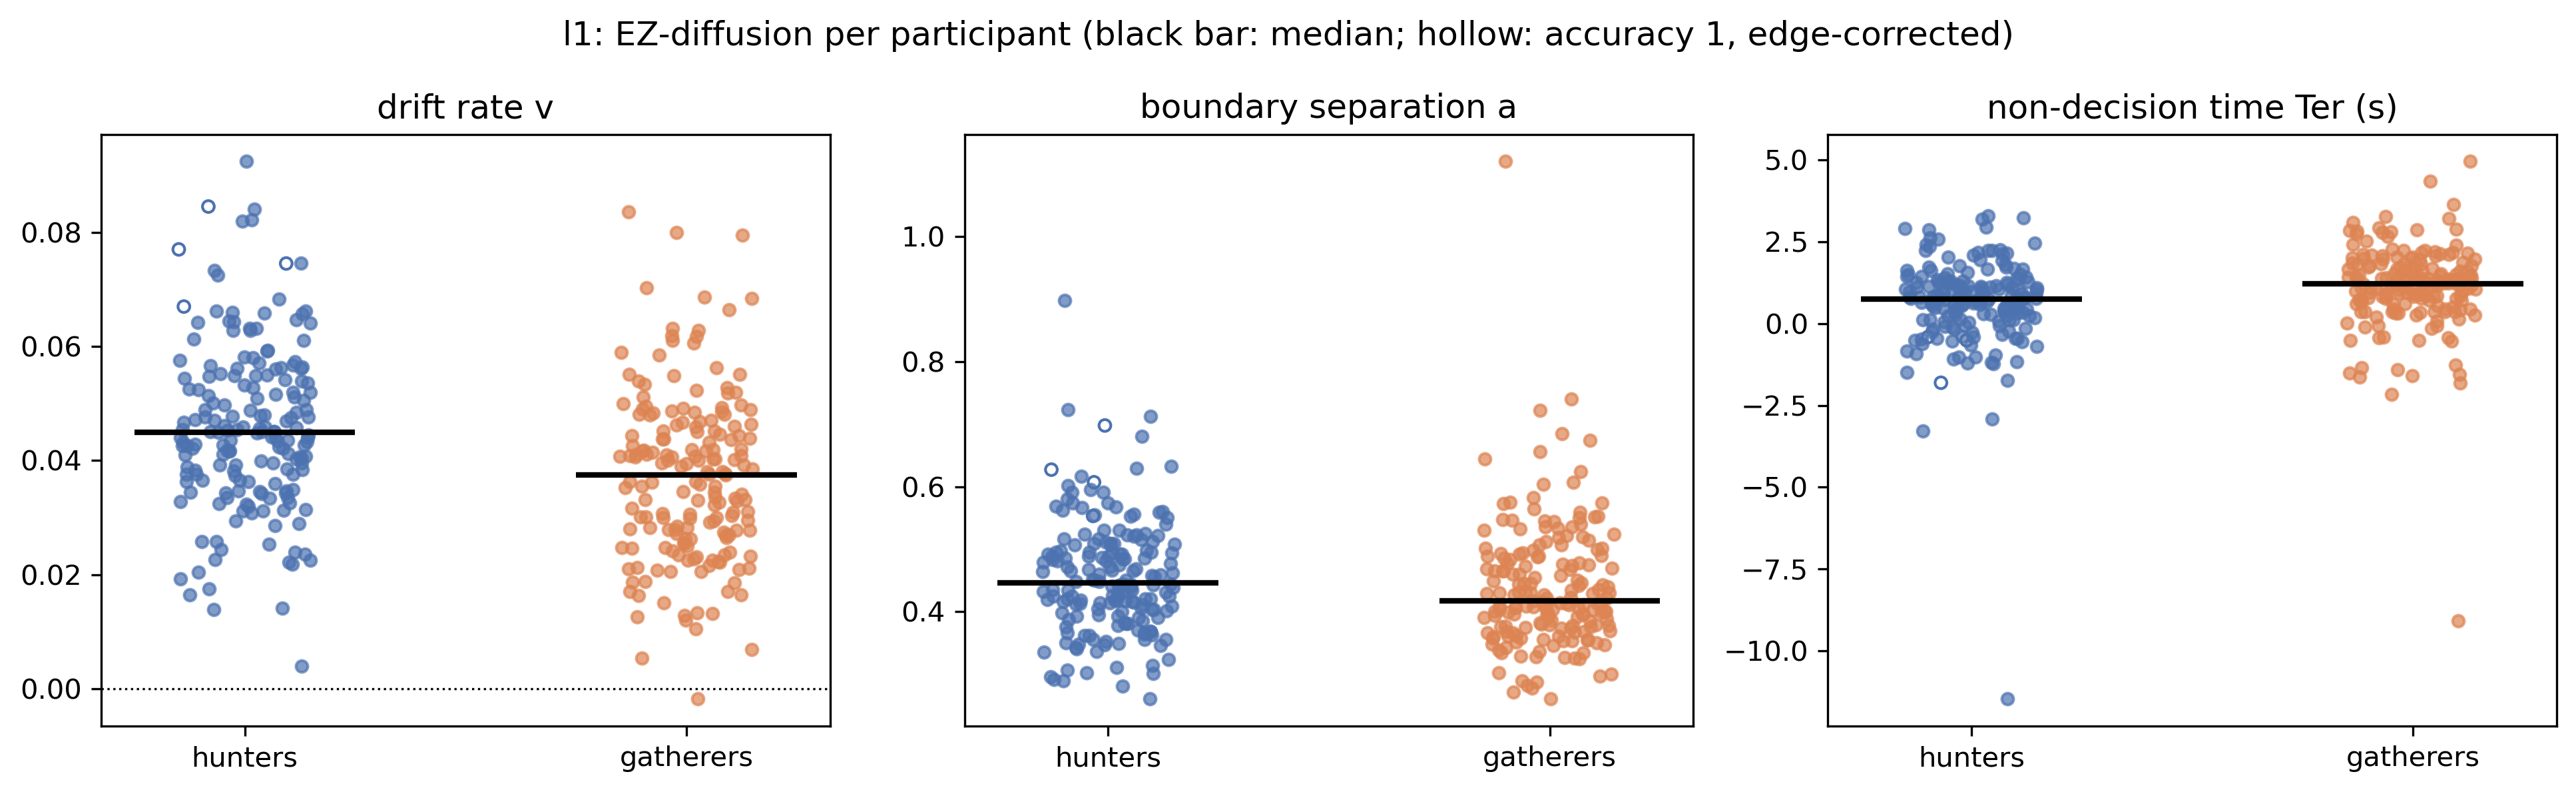 l1: EZ-diffusion per participant (black bar: median; hollow: accuracy 1, edge-corrected)
drift rate v
0.08
0.06
0.04
0.02
0.00
hunters
gatherers
boundary separation a
1.0
0.8
0.6
0.4
hunters
gatherers
non-decision time Ter (s)
5.0
2.5
0.0
−2.5
−5.0
−7.5
−10.0
hunters
gatherers